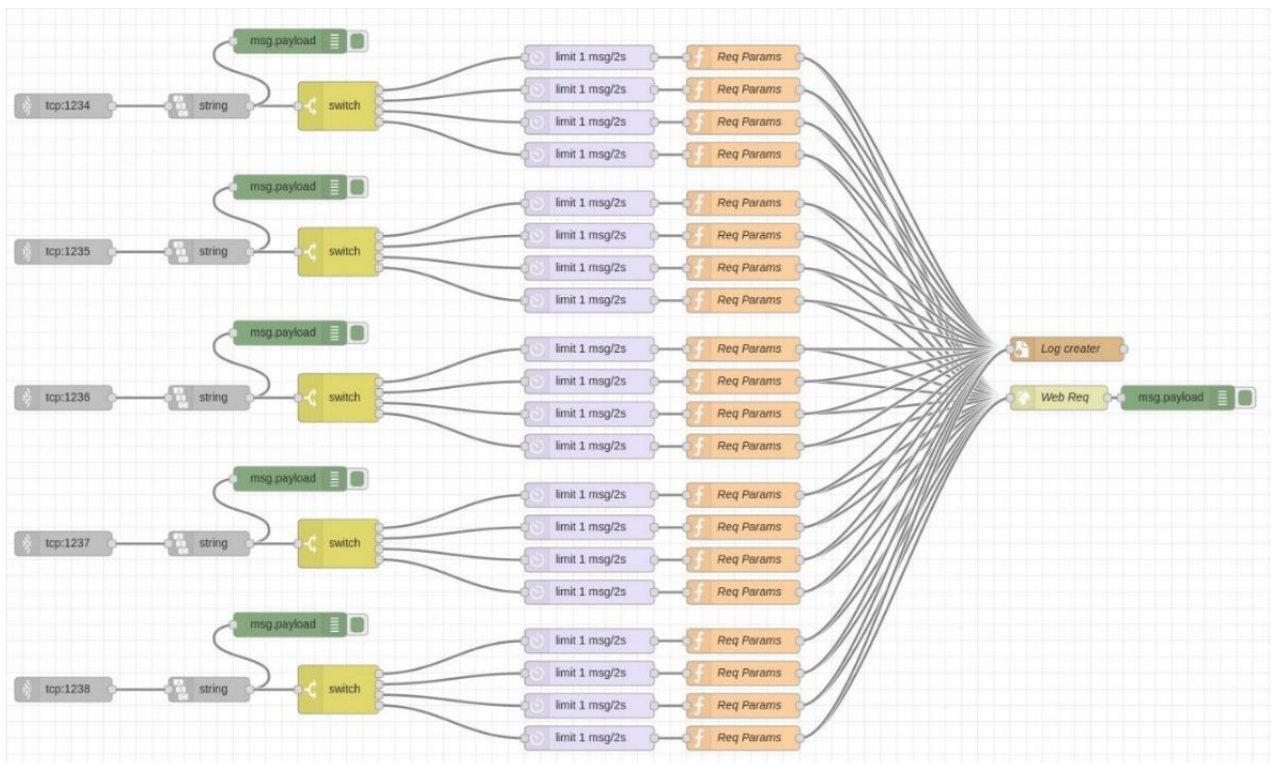 msg.payload
limit 1 msg/2s Req Params
limit 1 msg/2s Req Params
tcp:1234 string switch
limit 1 msg/2s Req Params
limit 1 msg/2s Req Params
msg.payload
limit 1 msg/2s Req Params
limit 1 msg/2s Req Params
tcp:1235 string switch
limit 1 msg/2s Req Params
limit 1 msg/2s Req Params
msg.payload
limit 1 msg/2s Req Params
Log creater
limit 1 msg/2s Req Params
tcp:1236 string switch
Web Req msg.payload
limit 1 msg/2s Req Params
limit 1 msg/2s Req Params
msg.payload
limit 1 msg/2s Req Params
limit 1 msg/2s Req Params
tcp:1237 string switch
limit 1 msg/2s Req Params
limit 1 msg/2s Req Params
msg.payload
limit 1 msg/2s Req Params
limit 1 msg/2s Req Params
tcp:1238 string switch
limit 1 msg/2s Req Params
limit 1 msg/2s Req Params